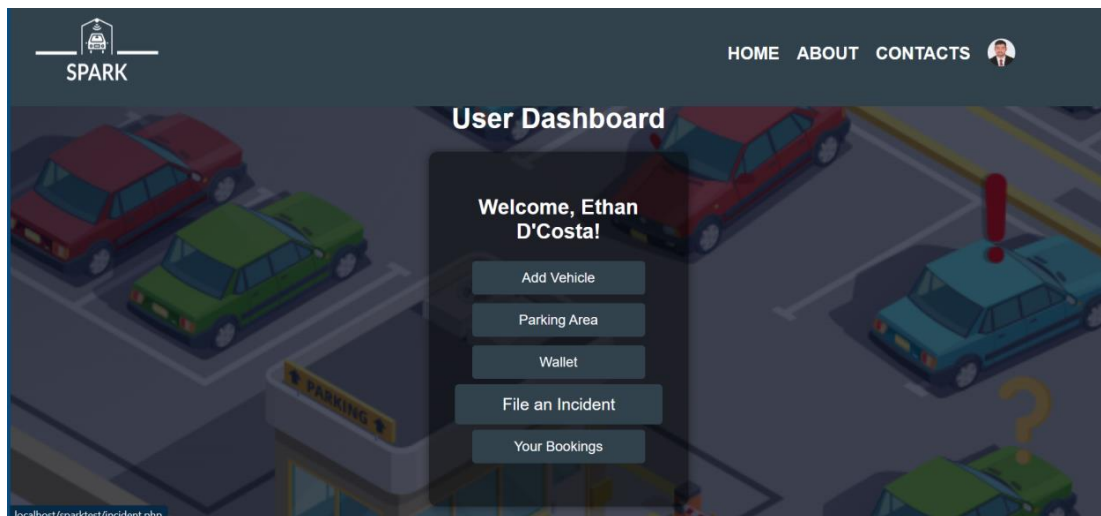 SPARK
HOME ABOUT CONTACTS
User Dashboard
Welcome, Ethan
D'Costa!
Add Vehicle
Parking Area
Wallet
File an Incident
Your Bookings
PARKING
localhost/sparktest/incident.php